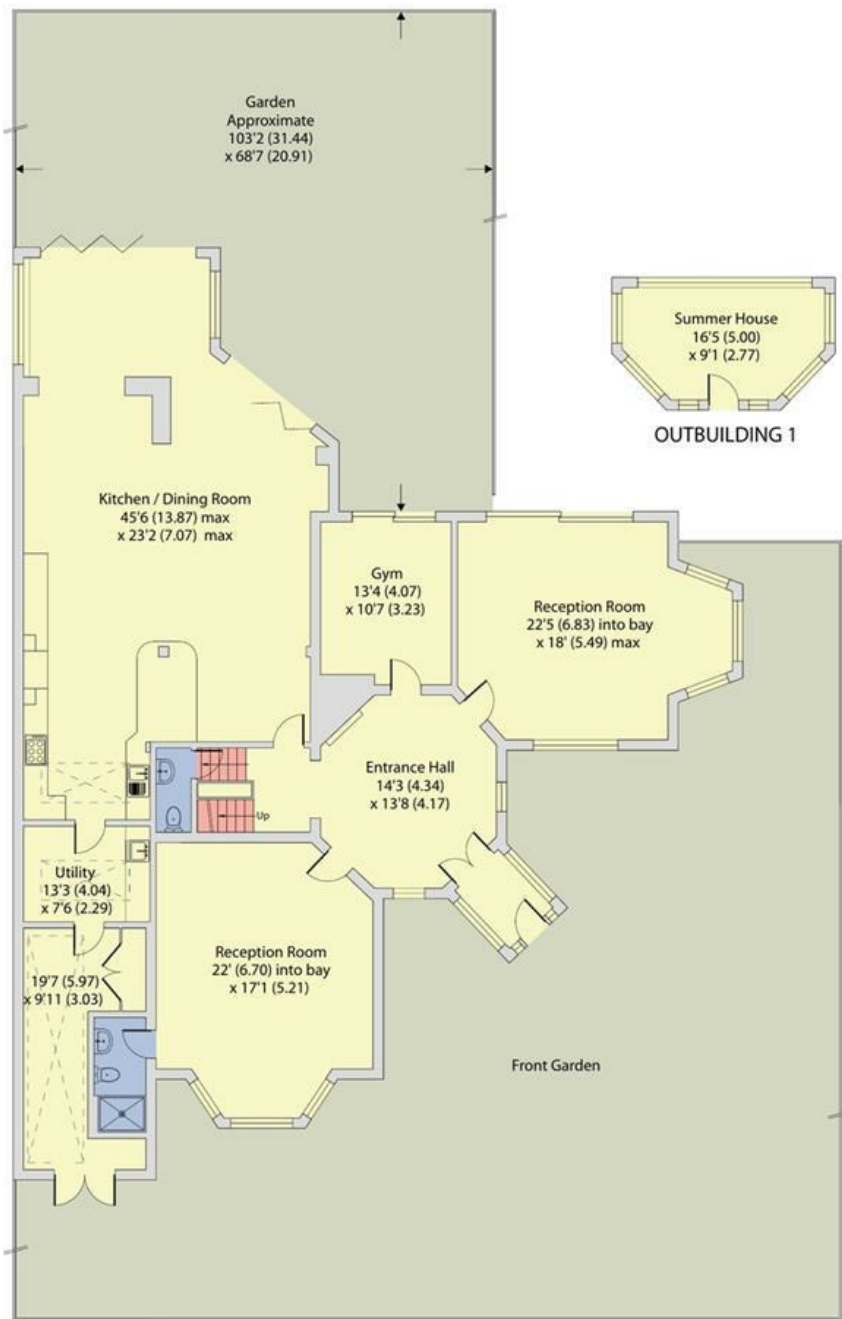 Garden
Approximate
103'2 (31.44)
x 68'7 (20.91)
Summer House
16'5 (5.00)
x 9'1 (2.77)
OUTBUILDING 1
Kitchen / Dining Room
45'6 (13.87) max
x 23'2 (7.07) max
Gym
13'4 (4.07)
x 10'7 (3.23)
Reception Room
22'5 (6.83) into bay
x 18' (5.49) max
Entrance Hall
14'3 (4.34)
x 13'8 (4.17)
Up
Utility
13'3 (4.04)
x 7'6 (2.29)
Reception Room
22' (6.70) into bay
x 17'1 (5.21)
19'7 (5.97)
x 9'11 (3.03)
Front Garden